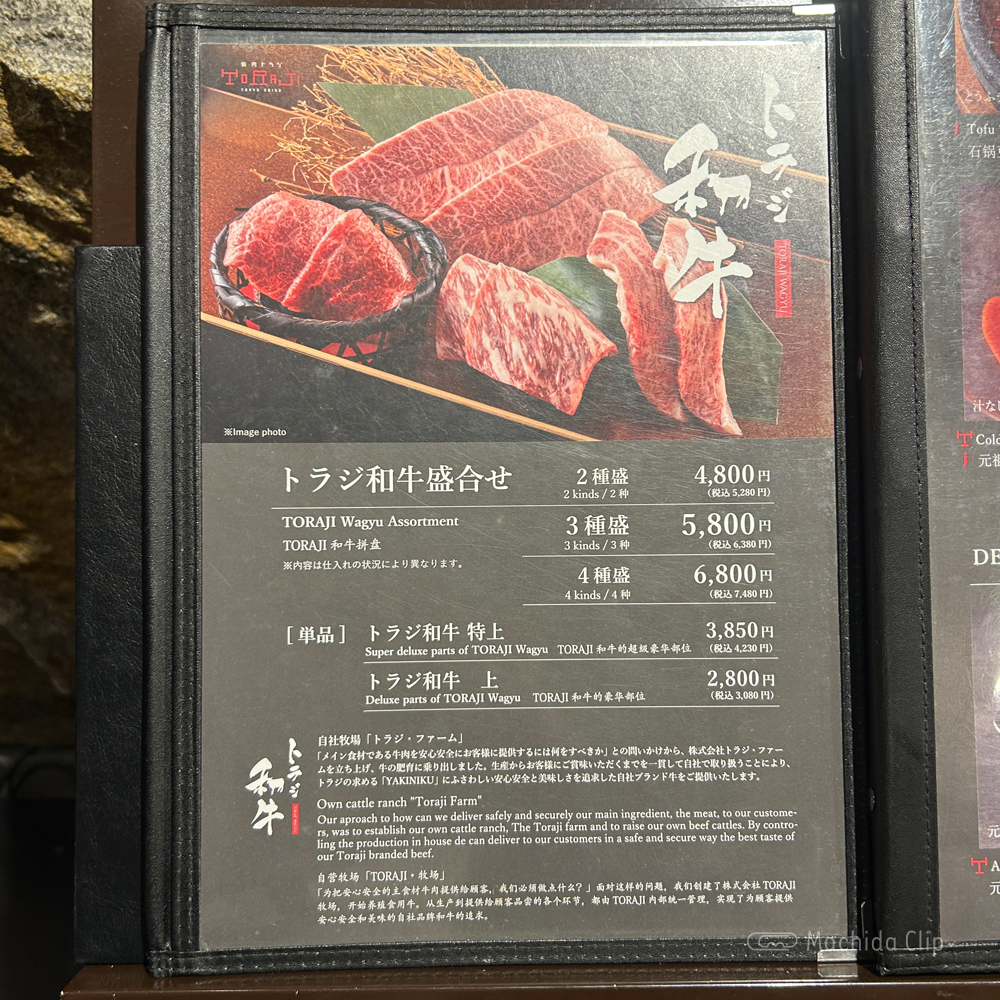 焼肉トラジ
TORAJI
トラジ
和牛
TORAJI WAGYU
※Image photo
トラジ和牛盛合せ 2種盛 4,800円
2 kinds / 2 种 (税込 5,280 円)
TORAJI Wagyu Assortment 3種盛 5,800円
TORAJI 和牛拼盘 3 kinds / 3 种 (税込 6,380 円)
※内容は仕入れの状況により異なります。
4種盛 6,800円
4 kinds / 4 种 (税込 7,480 円)
[ 単品 ] トラジ和牛 特上 3,850円
Super deluxe parts of TORAJI Wagyu TORAJI 和牛的超级豪华部位 (税込 4,230 円)
トラジ和牛 上 2,800円
Deluxe parts of TORAJI Wagyu TORAJI 和牛的豪华部位 (税込 3,080 円)
トラジ
和牛
自社牧場「トラジ・ファーム」
「メイン食材である牛肉を安心安全にお客様に提供するには何をすべきか」との問いかけから、株式会社トラジ・ファー
ムを立ち上げ、牛の肥育に乗り出しました。生産からお客様にご賞味いただくまでを一貫して自社で取り扱うことにより、
トラジの求める「YAKINIKU」にふさわしい安心安全と美味しさを追求した自社ブランド牛をご提供いたします。
Own cattle ranch "Toraji Farm"
Our aproach to how can we deliver safely and securely our main ingredient, the meat, to our custome-
rs, was to establish our own cattle ranch, The Toraji farm and to raise our own beef cattles. By contro-
ling the production in house de can deliver to our customers in a safe and secure way the best taste of
our Toraji branded beef.
自营牧场「TORAJI・牧场」
「为把安心安全的主食材牛肉提供给顾客，我们必须做点什么？」面对这样的问题，我们创建了株式会社 TORAJI
牧场，开始养殖食用牛。从生产到提供给顾客品尝的各个环节，都由 TORAJI 内部统一管理，实现了为顾客提供
安心安全和美味的自社品牌和牛的追求。
とうふ
Tofu
石锅
汁な
Cold
元祖
DE
元
A
元
Machida Clip